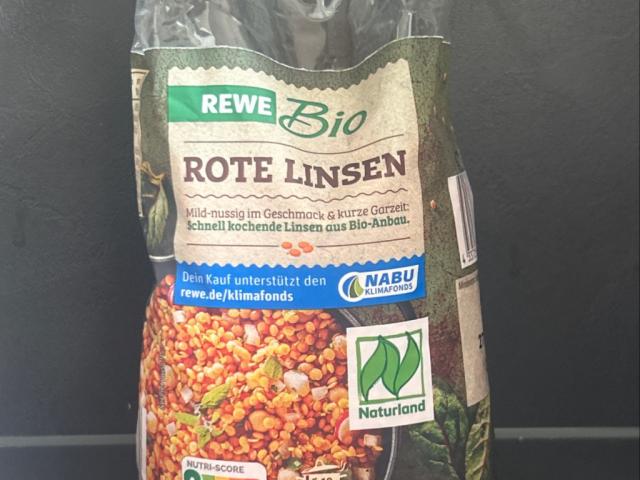 REWE Bio
ROTE LINSEN
Mild-nussig im Geschmack & kurze Garzeit:
Schnell kochende Linsen aus Bio-Anbau.
Dein Kauf unterstützt den
rewe.de/klimafonds
NABU
KLIMAFONDS
Naturland
NUTRI-SCORE